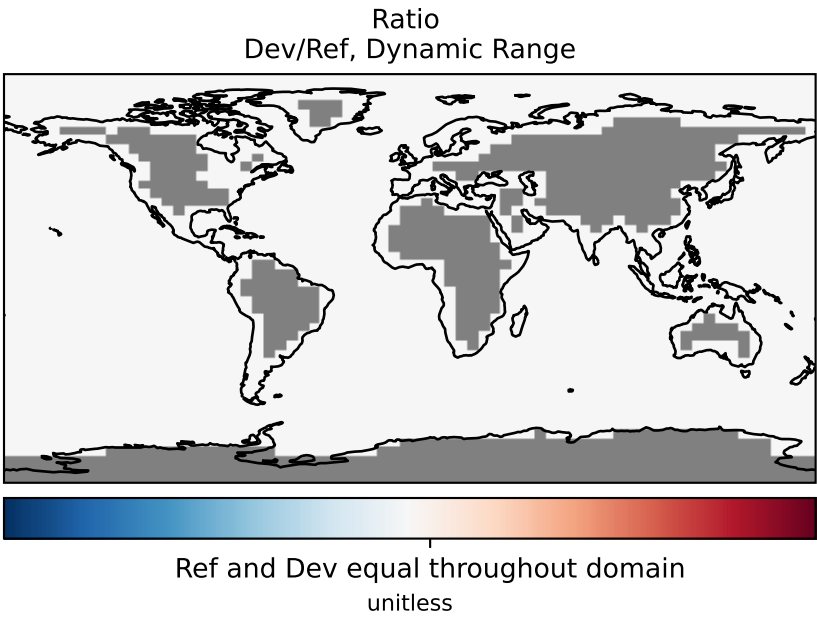 Ratio
Dev/Ref, Dynamic Range
Ref and Dev equal throughout domain
unitless